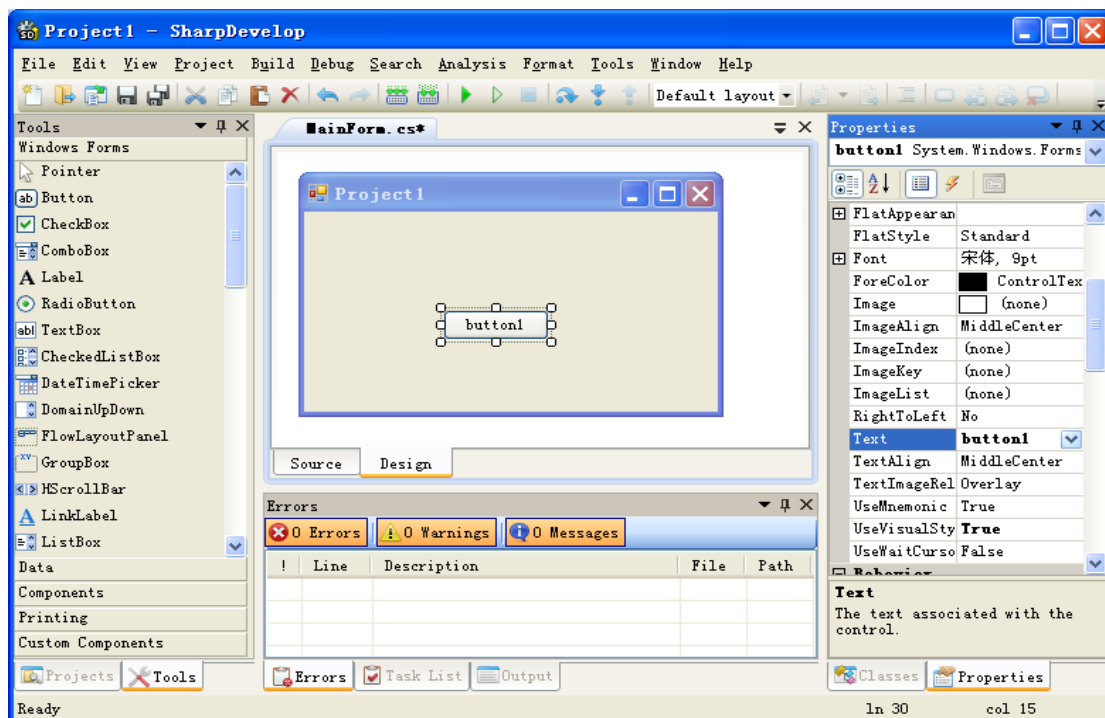 Project1 - SharpDevelop
File Edit View Project Build Debug Search Analysis Format Tools Window Help
Default layout
Tools
Windows Forms
Pointer
Button
CheckBox
ComboBox
A Label
RadioButton
TextBox
CheckedListBox
DateTimePicker
DomainUpDown
FlowLayoutPanel
GroupBox
HScrollBar
LinkLabel
ListBox
Data
Components
Printing
Custom Components
Projects Tools
MainForm.cs*
Project1
button1
Source Design
Errors
0 Errors 0 Warnings 0 Messages
! Line Description File Path
Errors Task List Output
Properties
button1 System.Windows.Forms
FlatAppearan
FlatStyle Standard
Font 宋体, 9pt
ForeColor ControlTex
Image (none)
ImageAlign MiddleCenter
ImageIndex (none)
ImageKey (none)
ImageList (none)
RightToLeft No
Text button1
TextAlign MiddleCenter
TextImageRel Overlay
UseMnemonic True
UseVisualSty True
UseWaitCurso False
Behavior
Text
The text associated with the
control.
Classes Properties
Ready ln 30 col 15